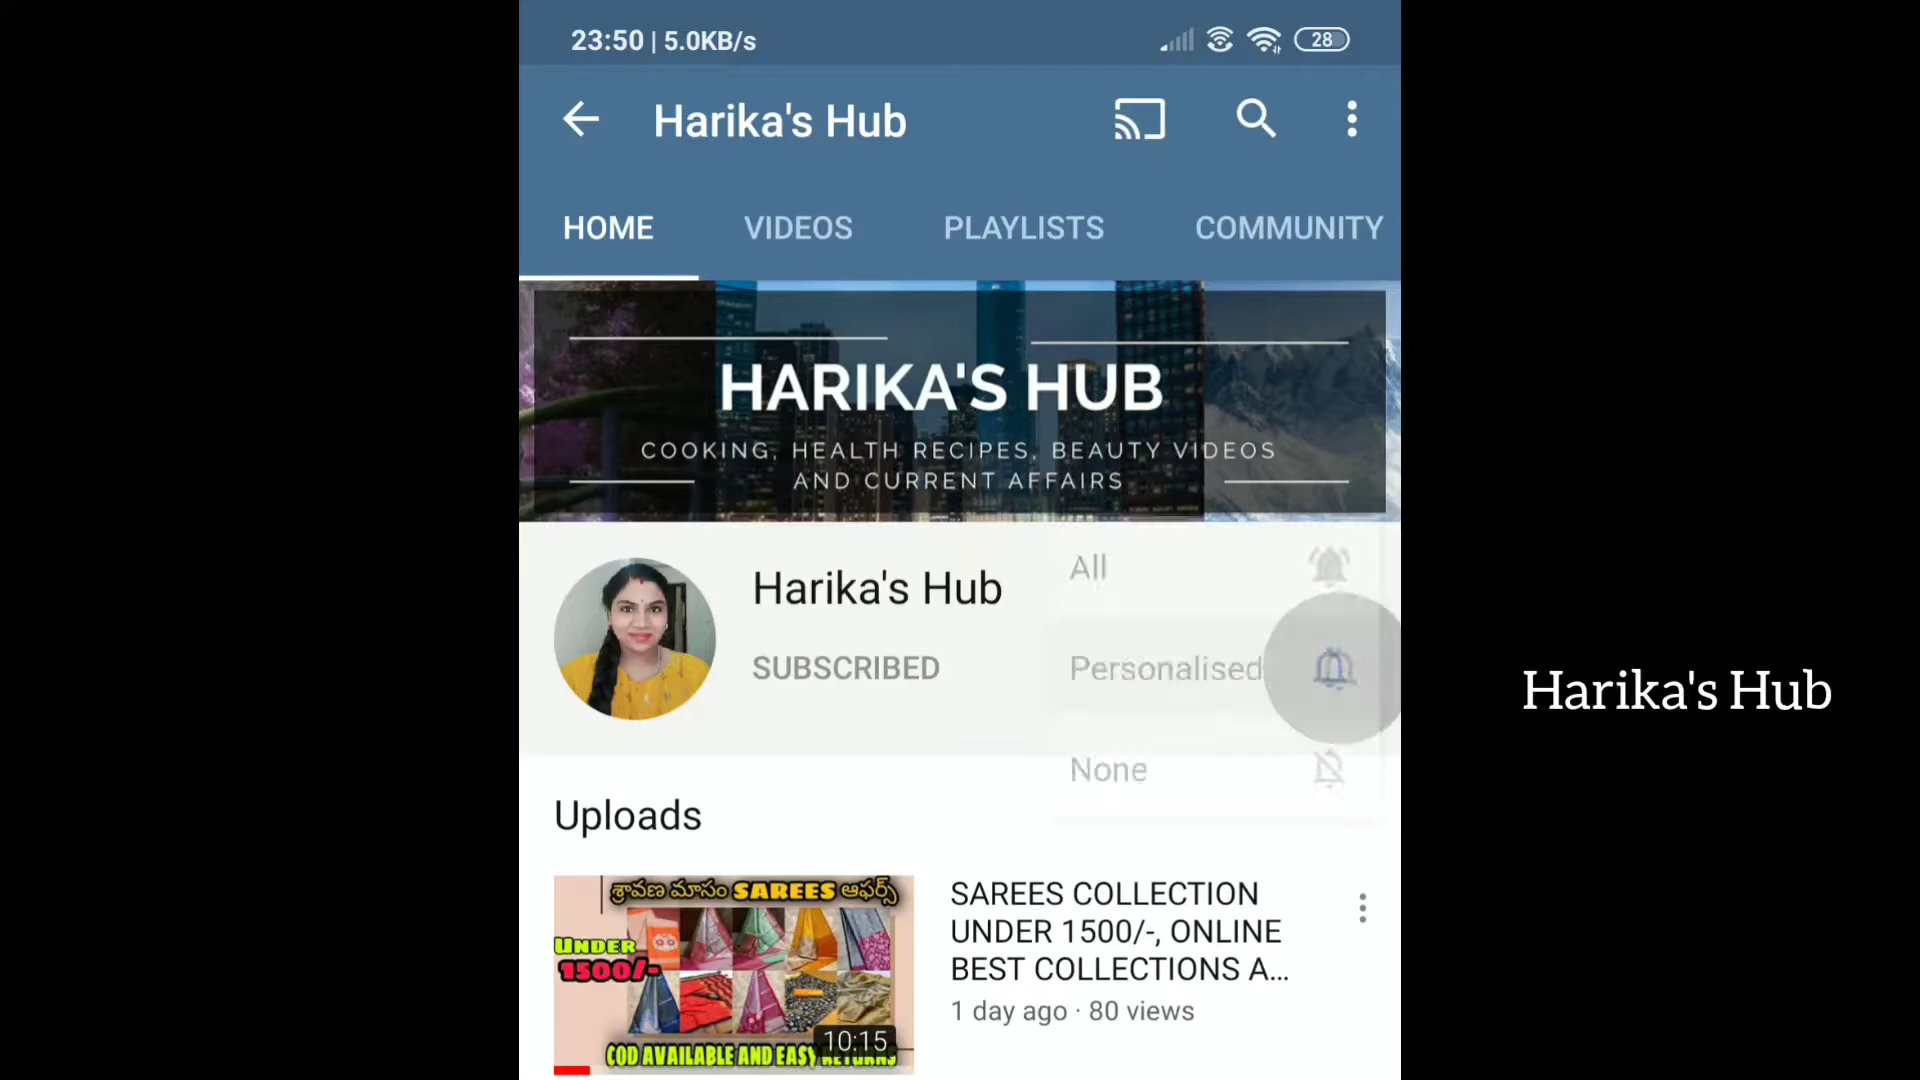 23:50 | 5.0KB/s
28
Harika's Hub
HOME VIDEOS PLAYLISTS COMMUNITY
HARIKA'S HUB
COOKING, HEALTH RECIPES, BEAUTY VIDEOS
AND CURRENT AFFAIRS
Harika's Hub
SUBSCRIBED
All
Personalised
None
Harika's Hub
Uploads
శ్రావణ మాసం SAREES ఆఫర్స్
UNDER
1500/-
COD AVAILABLE AND EASY RETURNS
10:15
SAREES COLLECTION
UNDER 1500/-, ONLINE
BEST COLLECTIONS A...
1 day ago · 80 views